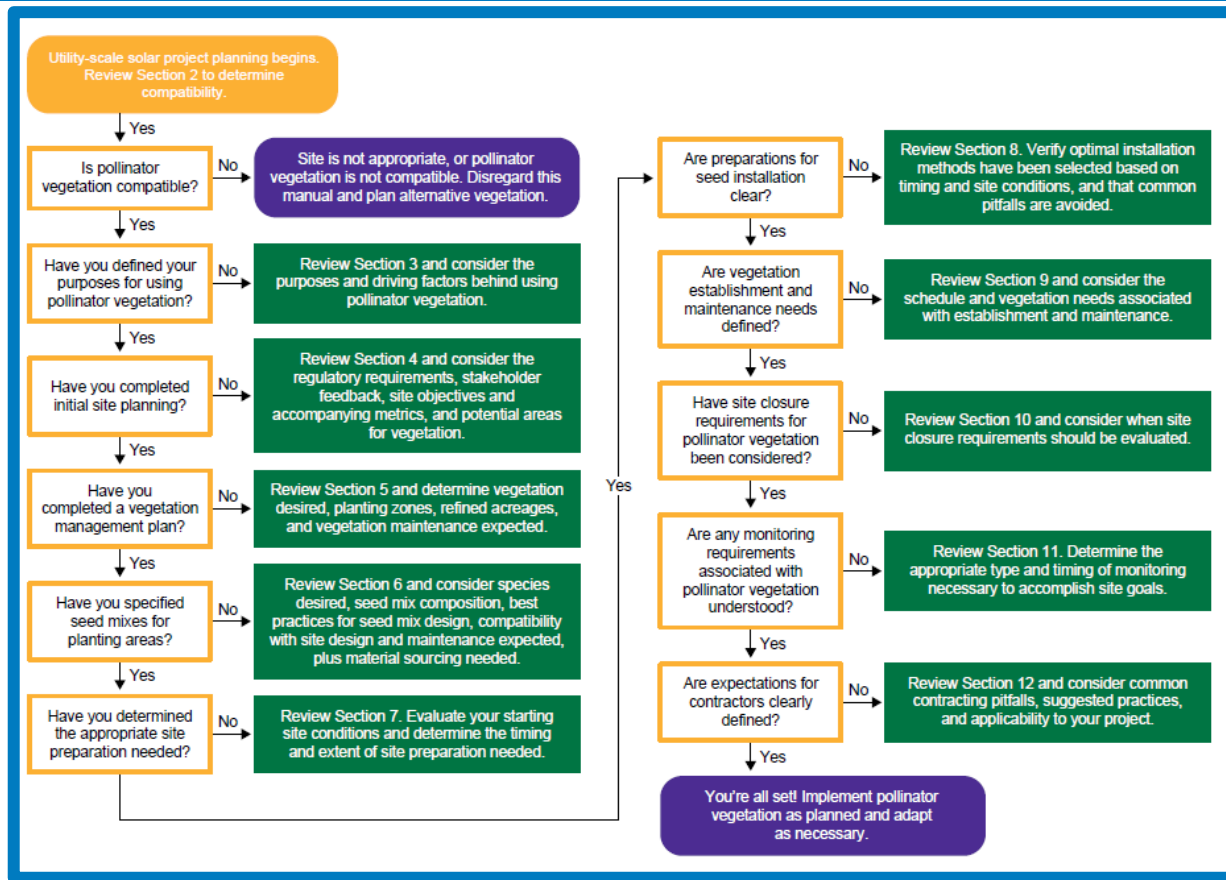 Utility-scale solar project planning begins.
Review Section 2 to determine
compatibility.
Yes
Is pollinator
vegetation compatible?
No
Site is not appropriate, or pollinator
vegetation is not compatible. Disregard this
manual and plan alternative vegetation.
Yes
Have you defined your
purposes for using
pollinator vegetation?
No
Review Section 3 and consider the
purposes and driving factors behind using
pollinator vegetation.
Yes
Have you completed
initial site planning?
No
Review Section 4 and consider the
regulatory requirements, stakeholder
feedback, site objectives and
accompanying metrics, and potential areas
for vegetation.
Yes
Have you
completed a vegetation
management plan?
No
Review Section 5 and determine vegetation
desired, planting zones, refined acreages,
and vegetation maintenance expected.
Yes
Have you specified
seed mixes for
planting areas?
No
Review Section 6 and consider species
desired, seed mix composition, best
practices for seed mix design, compatibility
with site design and maintenance expected,
plus material sourcing needed.
Yes
Have you determined
the appropriate site
preparation needed?
No
Review Section 7. Evaluate your starting
site conditions and determine the timing
and extent of site preparation needed.
Yes
Are preparations for
seed installation
clear?
No
Review Section 8. Verify optimal installation
methods have been selected based on
timing and site conditions, and that common
pitfalls are avoided.
Yes
Are vegetation
establishment and
maintenance needs
defined?
No
Review Section 9 and consider the
schedule and vegetation needs associated
with establishment and maintenance.
Yes
Have site closure
requirements for
pollinator vegetation
been considered?
No
Review Section 10 and consider when site
closure requirements should be evaluated.
Yes
Are any monitoring
requirements
associated with
pollinator vegetation
understood?
No
Review Section 11. Determine the
appropriate type and timing of monitoring
necessary to accomplish site goals.
Yes
Are expectations for
contractors clearly
defined?
No
Review Section 12 and consider common
contracting pitfalls, suggested practices,
and applicability to your project.
Yes
You're all set! Implement pollinator
vegetation as planned and adapt
as necessary.